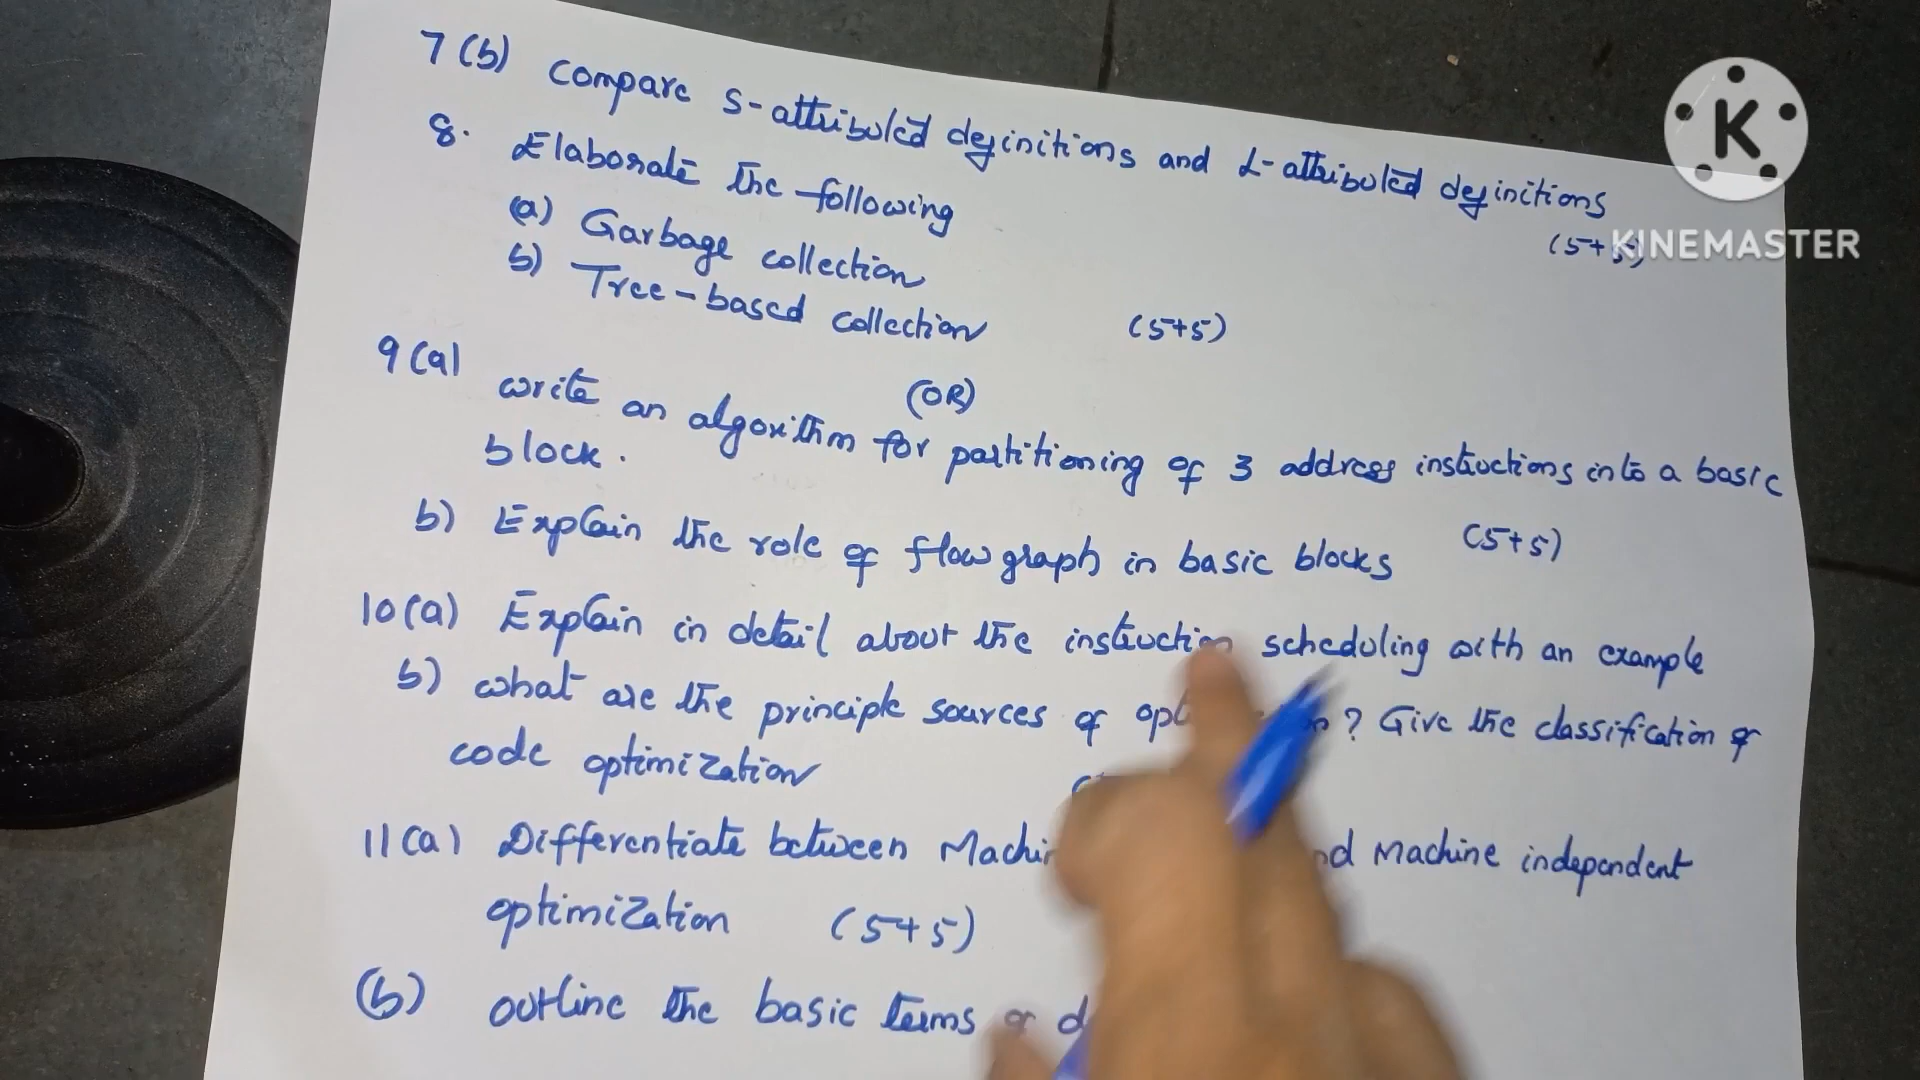 7(b) Compare S-attributed definitions and L-attributed definitions
(5+5)
8. Elaborate the following
(a) Garbage collection
b) Tree-based collection (5+5)
(OR)
9(a) write an algorithm for partitioning of 3 address instructions into a basic
block.
b) Explain the role of flow graph in basic blocks (5+5)
10(a) Explain in detail about the instruction scheduling with an example
b) what are the principle sources of ? Give the classification of
code optimization
11(a) Differentiate between and Machine independent
optimization (5+5)
(b) outline the basic terms of
K
KINEMASTER